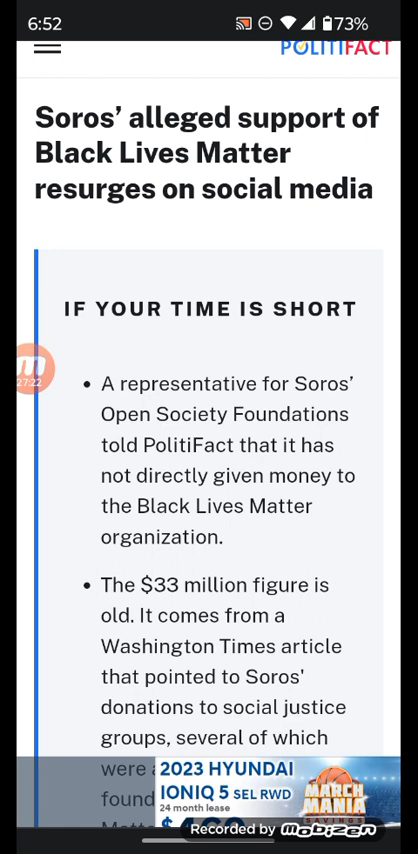 6:52
73%
POLITIFACT
Soros' alleged support of
Black Lives Matter
resurges on social media
IF YOUR TIME IS SHORT
27:22
• A representative for Soros'
Open Society Foundations
told PolitiFact that it has
not directly given money to
the Black Lives Matter
organization.
• The $33 million figure is
old. It comes from a
Washington Times article
that pointed to Soros'
donations to social justice
groups, several of which
were
found
2023 HYUNDAI
IONIQ 5 SEL RWD
24 month lease
MARCH
MANIA
SAVINGS
Recorded by mobizen